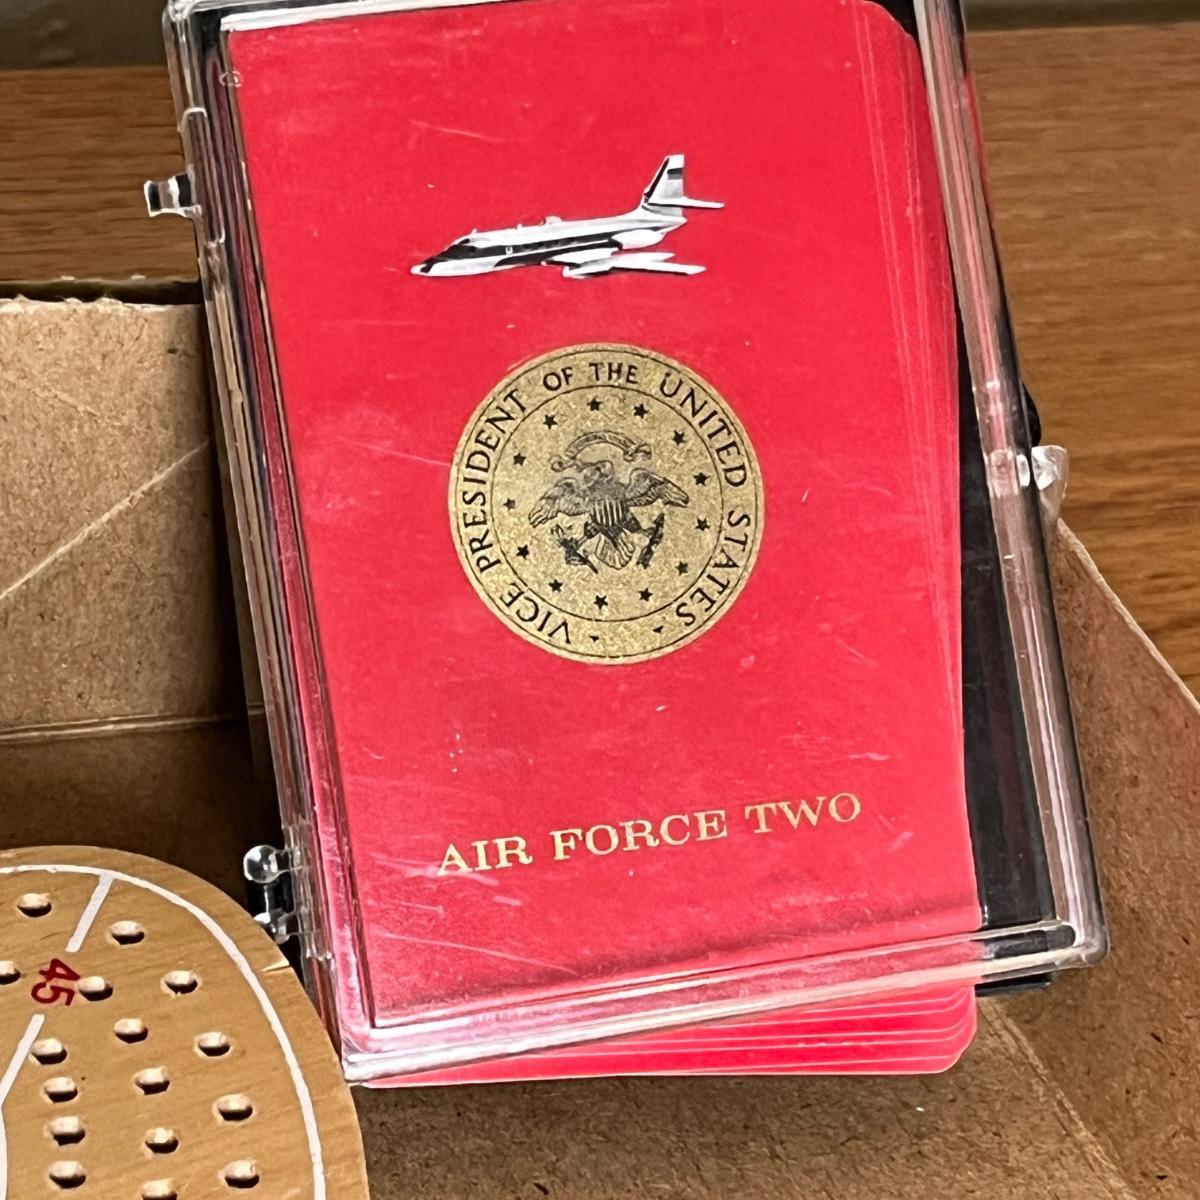 VICE PRESIDENT OF THE UNITED STATES
AIR FORCE TWO
45